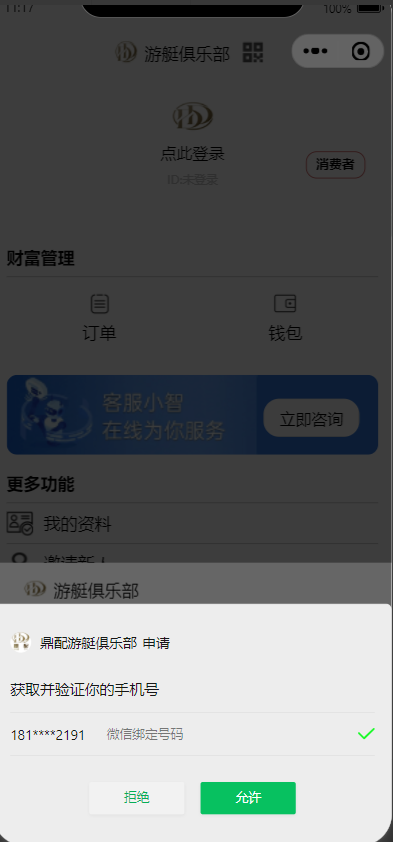 11:17
100%
游艇俱乐部
点此登录
ID:未登录
消费者
财富管理
订单
钱包
客服小智
在线为你服务
立即咨询
更多功能
我的资料
邀请新人
游艇俱乐部
鼎配游艇俱乐部 申请
获取并验证你的手机号
181****2191 微信绑定号码
拒绝
允许